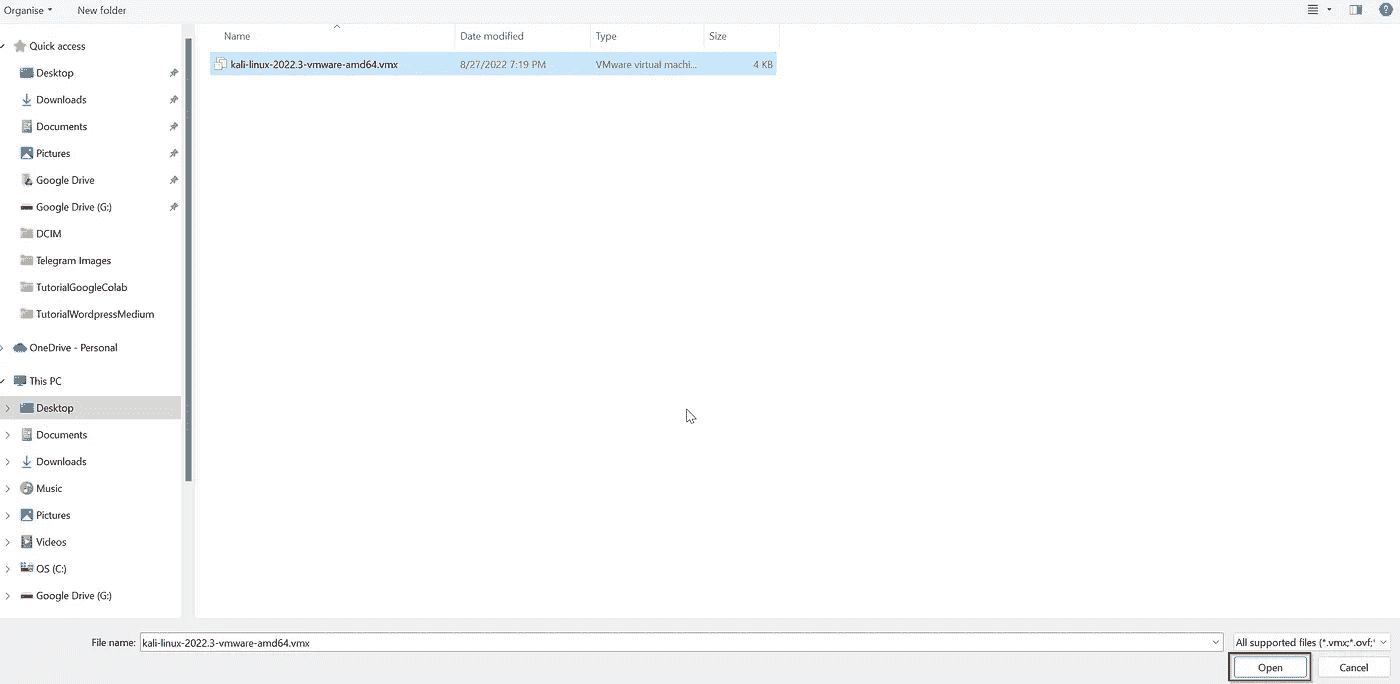 Organise
New folder
?
Name
Date modified
Type
Size
Quick access
kali-linux-2022.3-vmware-amd64.vmx
8/27/2022 7:19 PM
VMware virtual machi...
4 KB
Desktop
Downloads
Documents
Pictures
Google Drive
Google Drive (G:)
DCIM
Telegram Images
TutorialGoogleColab
TutorialWordpressMedium
OneDrive - Personal
This PC
Desktop
Documents
Downloads
Music
Pictures
Videos
OS (C:)
Google Drive (G:)
File name:
kali-linux-2022.3-vmware-amd64.vmx
All supported files (*.vmx;*.ovf;*
Open
Cancel